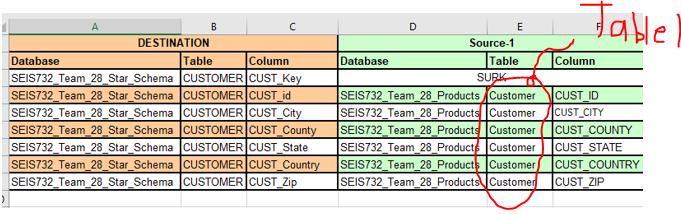 Table1
A B C D E F
DESTINATION Source-1
Database Table Column Database Table Column
SEIS732_Team_28_Star_Schema CUSTOMER CUST_Key SURK
SEIS732_Team_28_Star_Schema CUSTOMER CUST_id SEIS732_Team_28_Products Customer CUST_ID
SEIS732_Team_28_Star_Schema CUSTOMER CUST_City SEIS732_Team_28_Products Customer CUST_CITY
SEIS732_Team_28_Star_Schema CUSTOMER CUST_County SEIS732_Team_28_Products Customer CUST_COUNTY
SEIS732_Team_28_Star_Schema CUSTOMER CUST_State SEIS732_Team_28_Products Customer CUST_STATE
SEIS732_Team_28_Star_Schema CUSTOMER CUST_Country SEIS732_Team_28_Products Customer CUST_COUNTRY
SEIS732_Team_28_Star_Schema CUSTOMER CUST_Zip SEIS732_Team_28_Products Customer CUST_ZIP